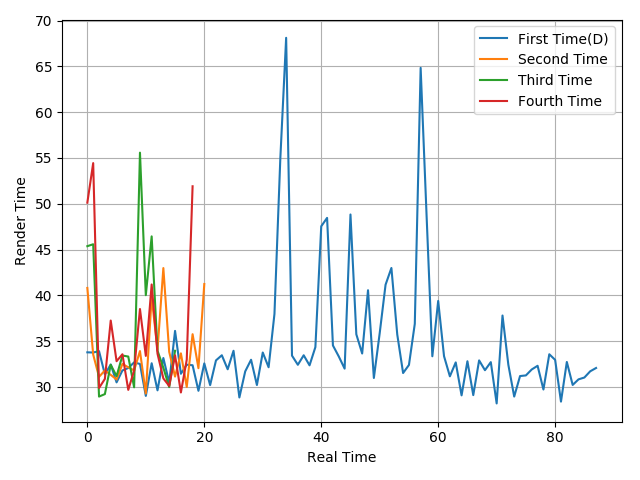 70
65
60
55
50
45
40
35
30
Render Time
0 20 40 60 80
Real Time
First Time(D)
Second Time
Third Time
Fourth Time